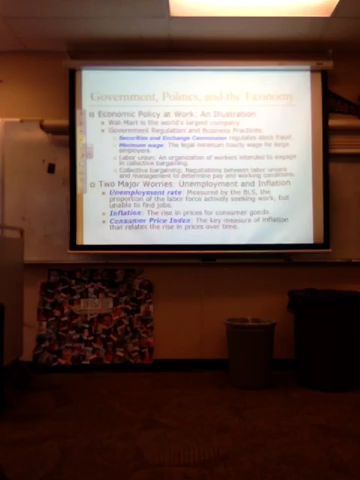 Government, Politics, and the Economy
Economic Policy at Work: An Illustration
Wal-Mart is the world's largest company.
Government Regulation and Business Practices
Securities and Exchange Commission regulates stock fraud.
Minimum wage: The legal minimum hourly wage for large
employers.
Labor union: An organization of workers intended to engage
in collective bargaining.
Collective bargaining: Negotiations between labor unions
and management to determine pay and working conditions.
Two Major Worries: Unemployment and Inflation
Unemployment rate: Measured by the BLS, the
proportion of the labor force actively seeking work, but
unable to find jobs.
Inflation: The rise in prices for consumer goods
Consumer Price Index: The key measure of inflation
that relates the rise in prices over time.